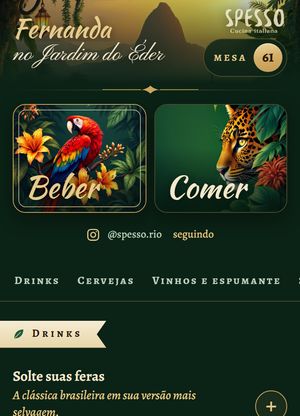 Fernanda
no Jardim do Éder
SPESSO
Cucina italiana
MESA 61
Beber
Comer
@spesso.rio seguindo
Drinks Cervejas Vinhos e espumante
Drinks
Solte suas feras
A clássica brasileira em sua versão mais
selvagem.
+